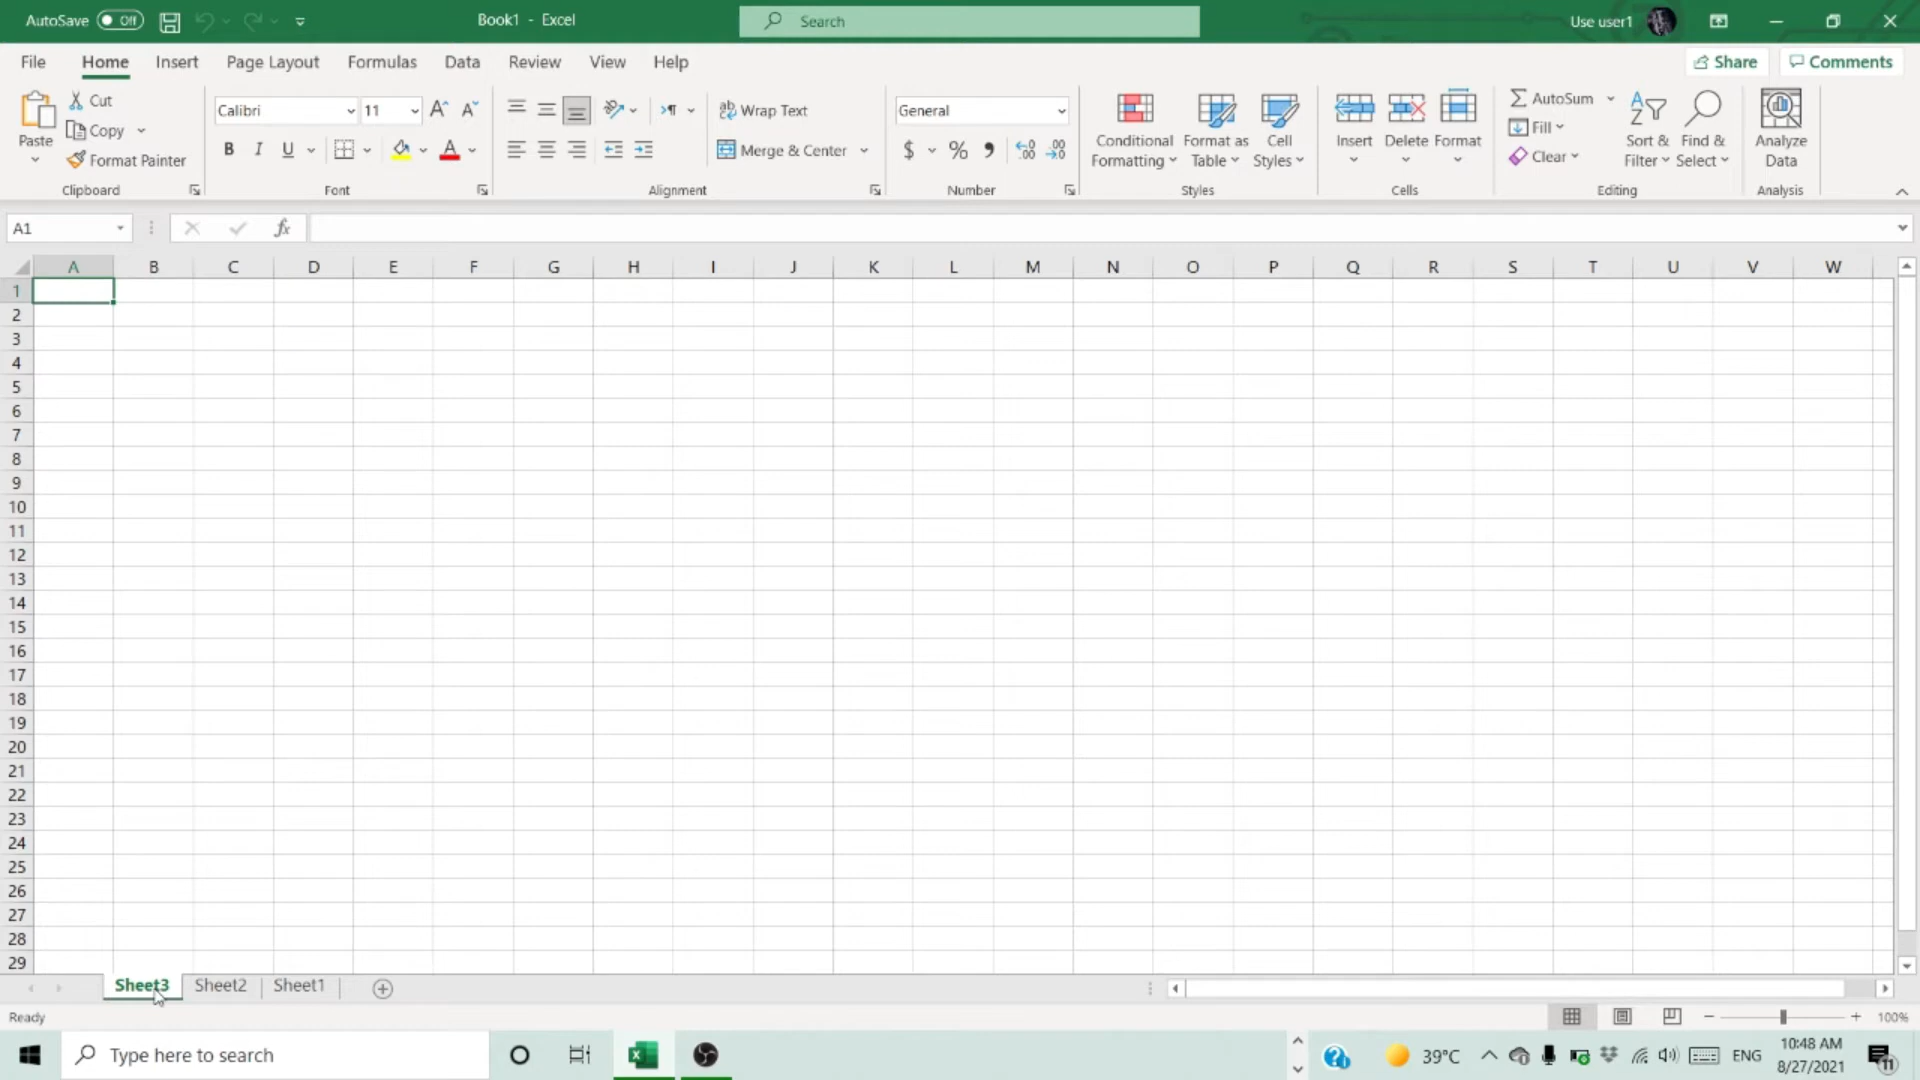 AutoSave Off Book1 - Excel Search Use user1
File Home Insert Page Layout Formulas Data Review View Help Share Comments
Paste
Cut
Copy
Format Painter
Clipboard
Calibri 11
B I U A
Font
Wrap Text
Merge & Center
Alignment
General
$ % 9
Number
Conditional Formatting
Format as Table
Cell Styles
Styles
Insert Delete Format
Cells
AutoSum
Fill
Clear
Sort & Filter
Find & Select
Editing
Analyze Data
Analysis
A1 fx
A B C D E F G H I J K L M N O P Q R S T U V W
1
2
3
4
5
6
7
8
9
10
11
12
13
14
15
16
17
18
19
20
21
22
23
24
25
26
27
28
29
Sheet3 Sheet2 Sheet1
Ready 100%
Type here to search 39°C ENG 10:48 AM
8/27/2021 11